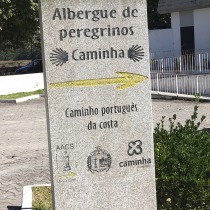 Albergue de
peregrinos
Caminha
Caminho português
da costa
AACS
caminha